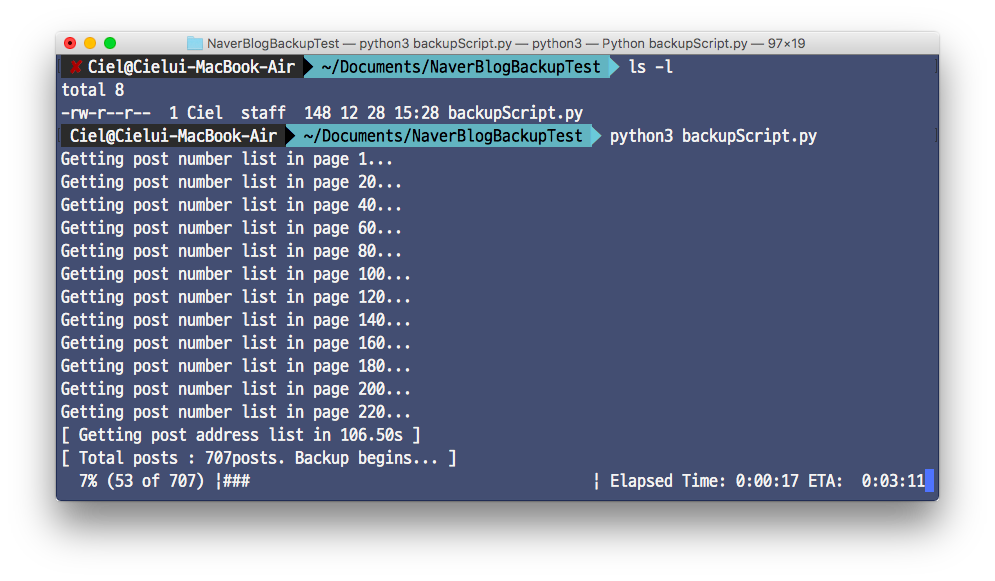 NaverBlogBackupTest — python3 backupScript.py — python3 — Python backupScript.py — 97×19
✘ Ciel@Cielui-MacBook-Air ~/Documents/NaverBlogBackupTest ls -l
total 8
-rw-r--r-- 1 Ciel staff 148 12 28 15:28 backupScript.py
Ciel@Cielui-MacBook-Air ~/Documents/NaverBlogBackupTest python3 backupScript.py
Getting post number list in page 1...
Getting post number list in page 20...
Getting post number list in page 40...
Getting post number list in page 60...
Getting post number list in page 80...
Getting post number list in page 100...
Getting post number list in page 120...
Getting post number list in page 140...
Getting post number list in page 160...
Getting post number list in page 180...
Getting post number list in page 200...
Getting post number list in page 220...
[ Getting post address list in 106.50s ]
[ Total posts : 707posts. Backup begins... ]
7% (53 of 707) |### | Elapsed Time: 0:00:17 ETA: 0:03:11